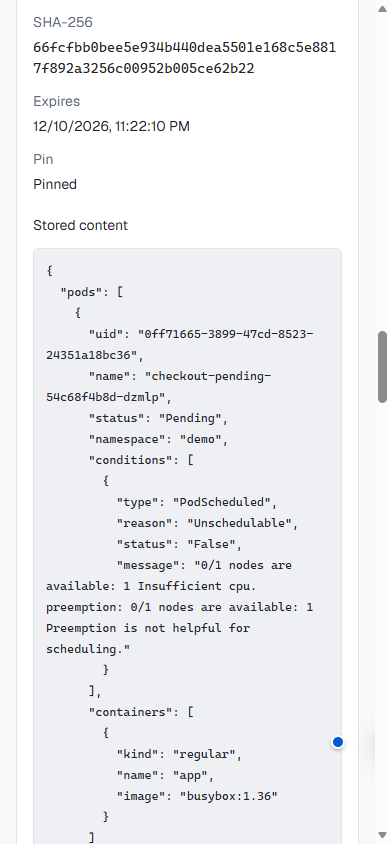 SHA-256
66fcfbb0bee5e934b440dea5501e168c5e881
7f892a3256c00952b005ce62b22
Expires
12/10/2026, 11:22:10 PM
Pin
Pinned
Stored content
{
  "pods": [
    {
      "uid": "0ff71665-3899-47cd-8523-
24351a18bc36",
      "name": "checkout-pending-
54c68f4b8d-dzmlp",
      "status": "Pending",
      "namespace": "demo",
      "conditions": [
        {
          "type": "PodScheduled",
          "reason": "Unschedulable",
          "status": "False",
          "message": "0/1 nodes are
available: 1 Insufficient cpu.
preemption: 0/1 nodes are available: 1
Preemption is not helpful for
scheduling."
        }
      ],
      "containers": [
        {
          "kind": "regular",
          "name": "app",
          "image": "busybox:1.36"
        }
      ]